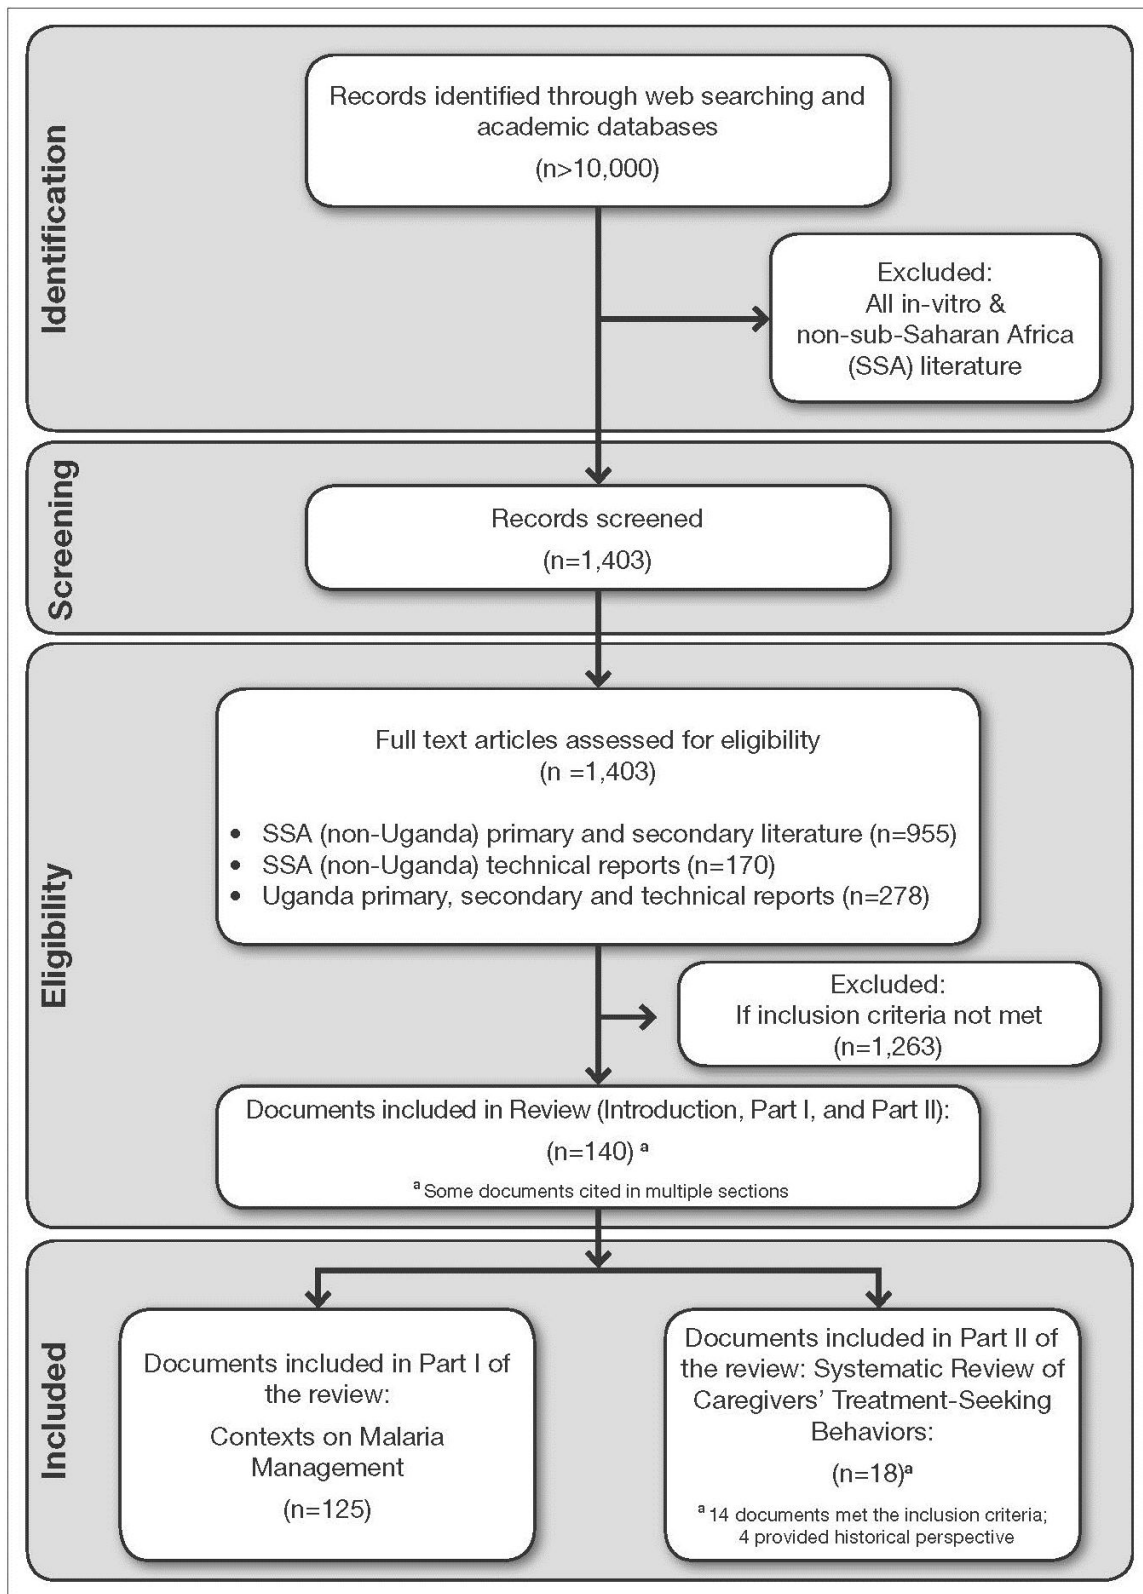 Identification
Records identified through web searching and
academic databases
(n>10,000)
Excluded:
All in-vitro &
non-sub-Saharan Africa
(SSA) literature
Screening
Records screened
(n=1,403)
Eligibility
Full text articles assessed for eligibility
(n =1,403)
• SSA (non-Uganda) primary and secondary literature (n=955)
• SSA (non-Uganda) technical reports (n=170)
• Uganda primary, secondary and technical reports (n=278)
Excluded:
If inclusion criteria not met
(n=1,263)
Documents included in Review (Introduction, Part I, and Part II):
(n=140) a
a Some documents cited in multiple sections
Included
Documents included in Part I of
the review:
Contexts on Malaria
Management
(n=125)
Documents included in Part II of
the review: Systematic Review of
Caregivers’ Treatment-Seeking
Behaviors:
(n=18)a
a 14 documents met the inclusion criteria;
4 provided historical perspective